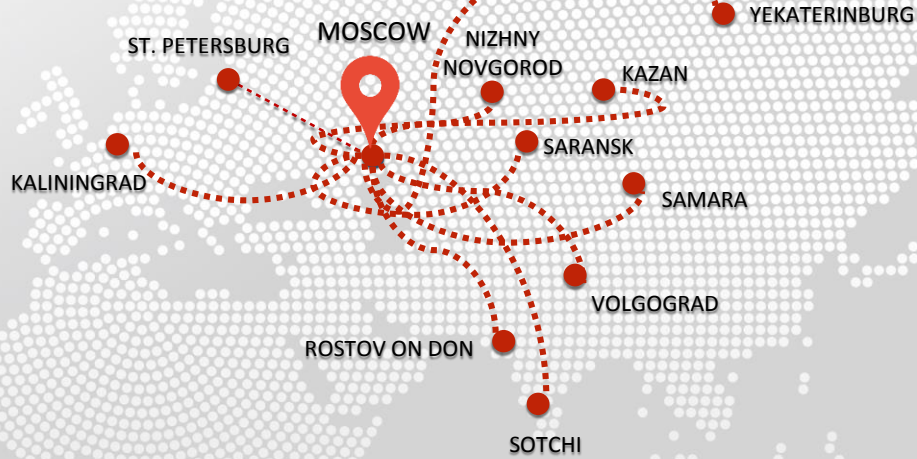 YEKATERINBURG
MOSCOW
ST. PETERSBURG
NIZHNY
NOVGOROD
KAZAN
SARANSK
KALININGRAD
SAMARA
VOLGOGRAD
ROSTOV ON DON
SOTCHI